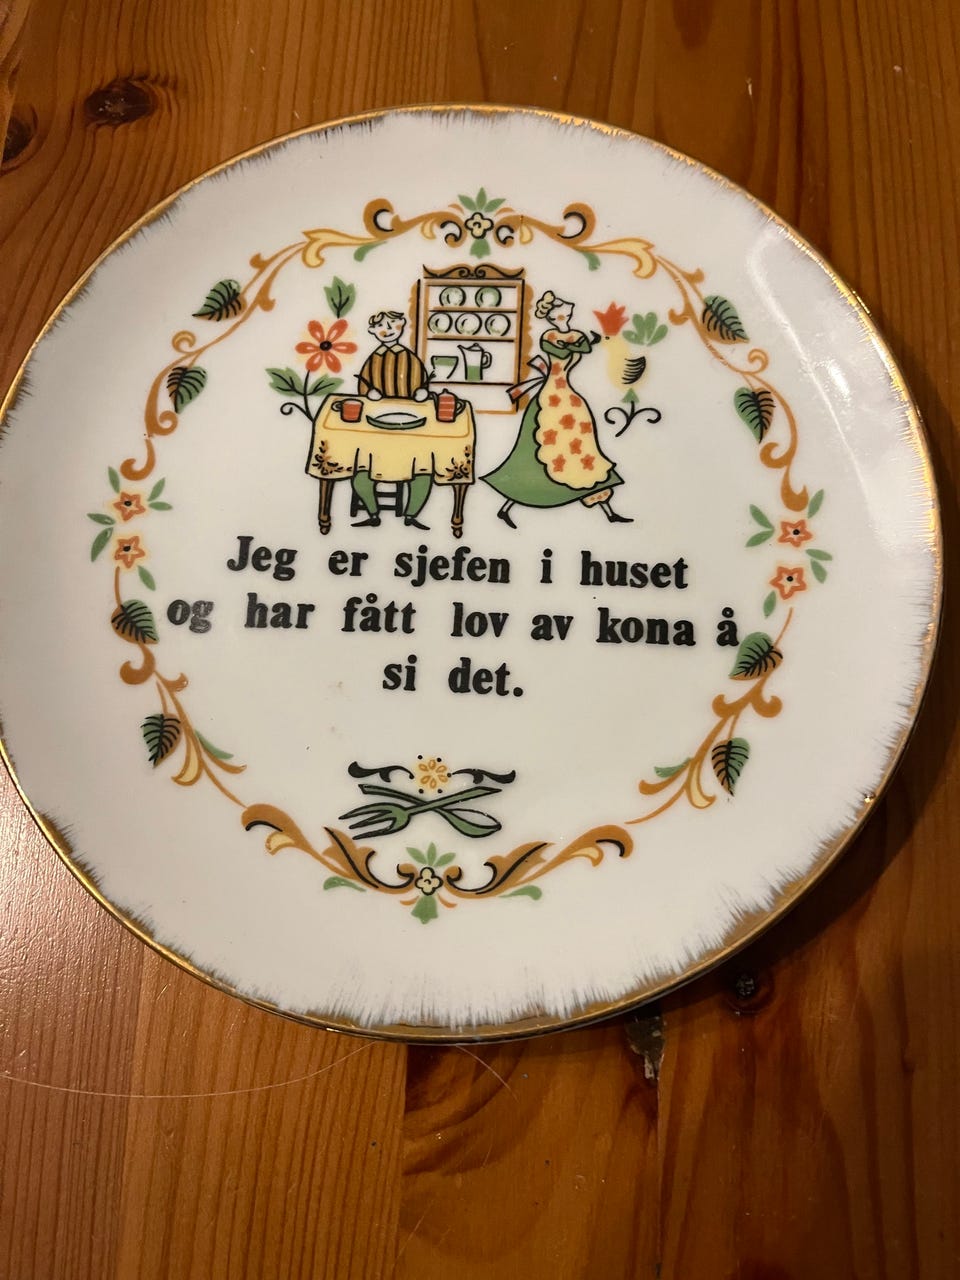 Jeg er sjefen i huset
og har fått lov av kona å
si det.